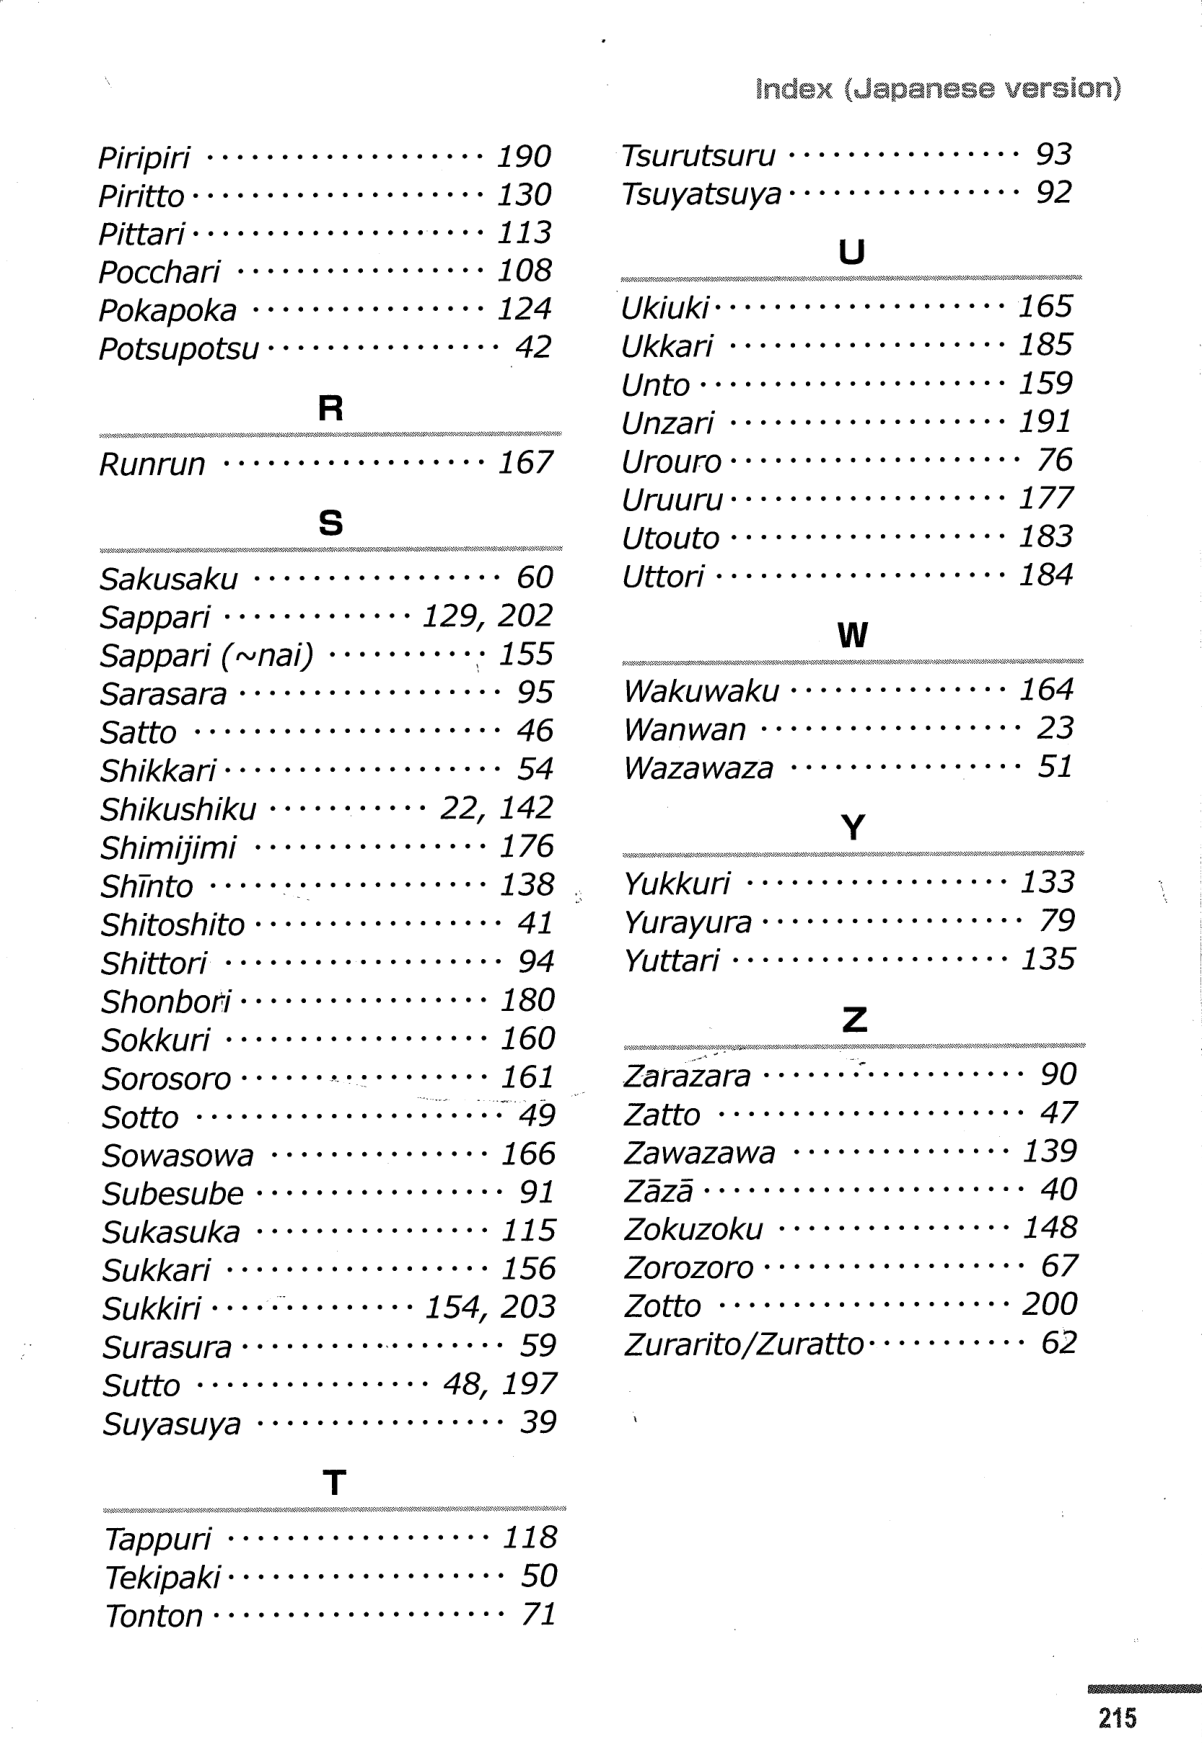 Index (Japanese version)
Piripiri ··················· 190
Piritto ···················· 130
Pittari ···················· 113
Pocchari ················· 108
Pokapoka ················ 124
Potsupotsu ················ 42
R
Runrun ·················· 167
S
Sakusaku ················· 60
Sappari ············· 129, 202
Sappari (~nai) ··········· 155
Sarasara ·················· 95
Satto ····················· 46
Shikkari ··················· 54
Shikushiku ··········· 22, 142
Shimijimi ················ 176
Shīnto ··················· 138
Shitoshito ················· 41
Shittori ··················· 94
Shonbori ················· 180
Sokkuri ·················· 160
Sorosoro ················· 161
Sotto ····················· 49
Sowasowa ··············· 166
Subesube ················· 91
Sukasuka ················ 115
Sukkari ·················· 156
Sukkiri ·············· 154, 203
Surasura ·················· 59
Sutto ················ 48, 197
Suyasuya ················· 39
T
Tappuri ·················· 118
Tekipaki ··················· 50
Tonton ···················· 71
Tsurutsuru ················ 93
Tsuyatsuya ················ 92
U
Ukiuki ···················· 165
Ukkari ··················· 185
Unto ····················· 159
Unzari ··················· 191
Urouro ···················· 76
Uruuru ··················· 177
Utouto ··················· 183
Uttori ···················· 184
W
Wakuwaku ··············· 164
Wanwan ·················· 23
Wazawaza ················ 51
Y
Yukkuri ·················· 133
Yurayura ·················· 79
Yuttari ··················· 135
Z
Zarazara ·················· 90
Zatto ····················· 47
Zawazawa ··············· 139
Zāzā ······················ 40
Zokuzoku ················ 148
Zorozoro ·················· 67
Zotto ···················· 200
Zurarito/Zuratto ··········· 62
215